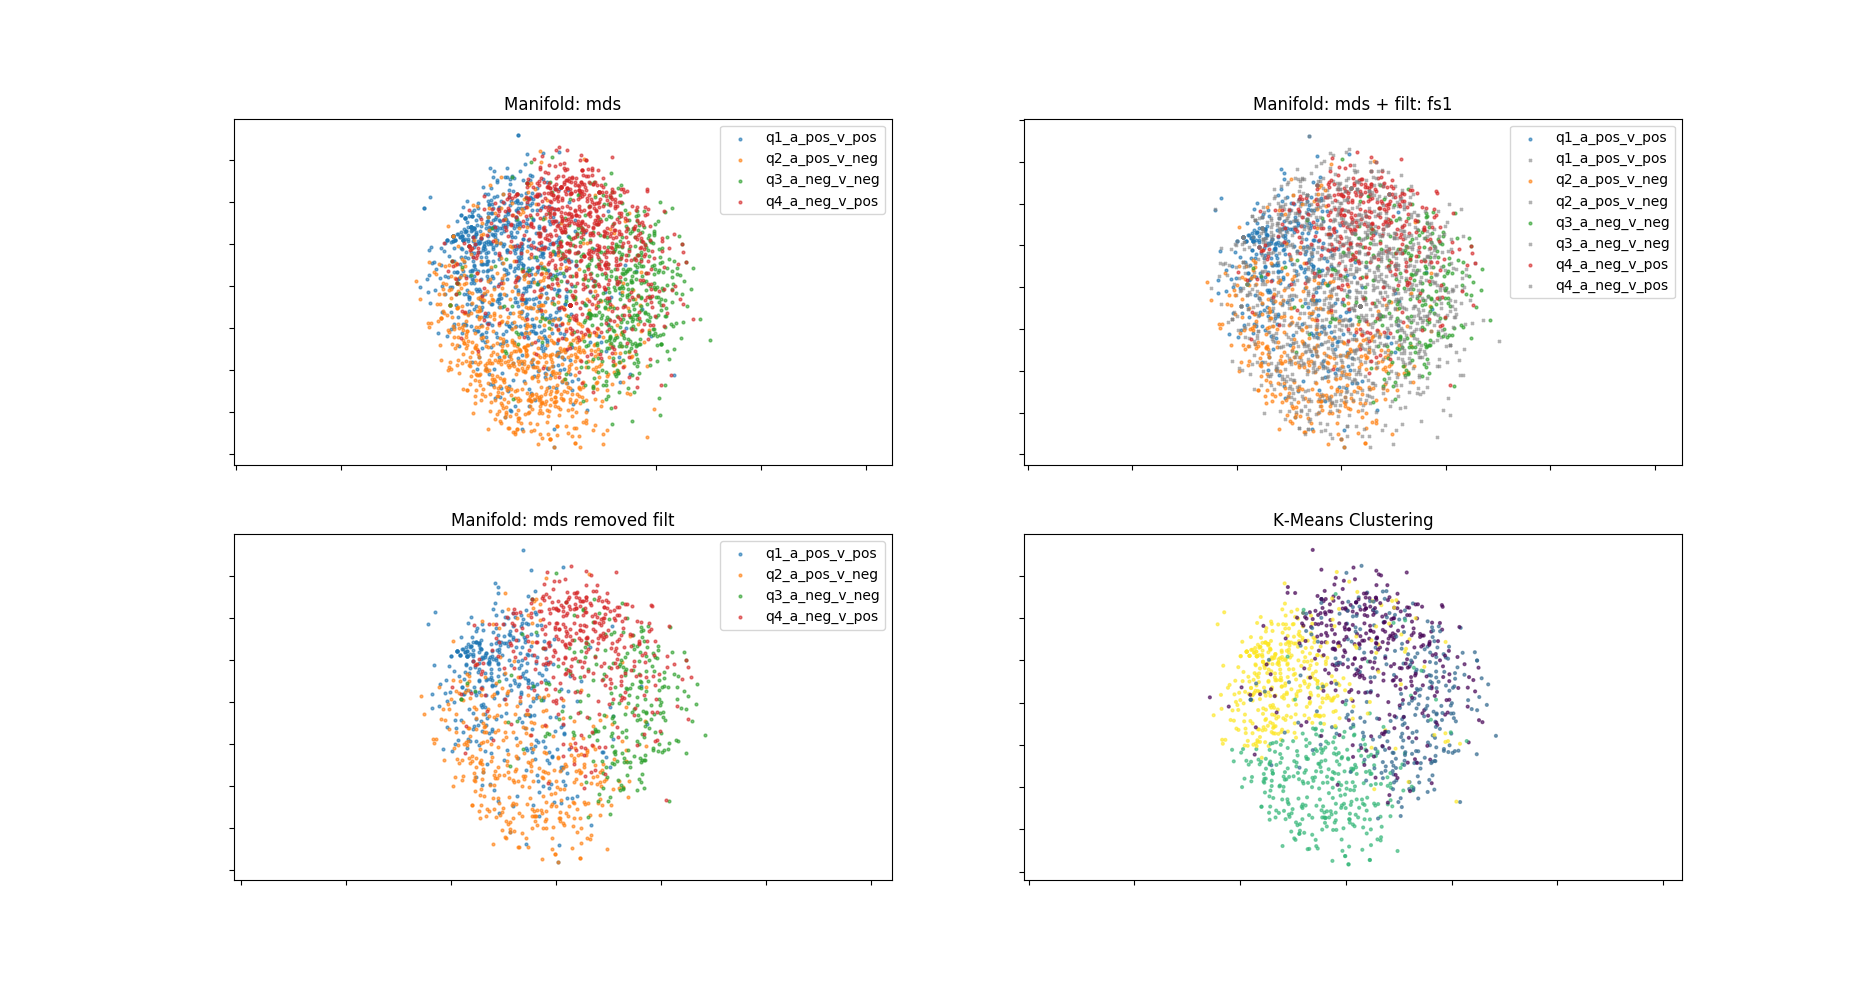 Manifold: mds
q1_a_pos_v_pos
q2_a_pos_v_neg
q3_a_neg_v_neg
q4_a_neg_v_pos
Manifold: mds + filt: fs1
q1_a_pos_v_pos
q1_a_pos_v_pos
q2_a_pos_v_neg
q2_a_pos_v_neg
q3_a_neg_v_neg
q3_a_neg_v_neg
q4_a_neg_v_pos
q4_a_neg_v_pos
Manifold: mds removed filt
q1_a_pos_v_pos
q2_a_pos_v_neg
q3_a_neg_v_neg
q4_a_neg_v_pos
K-Means Clustering